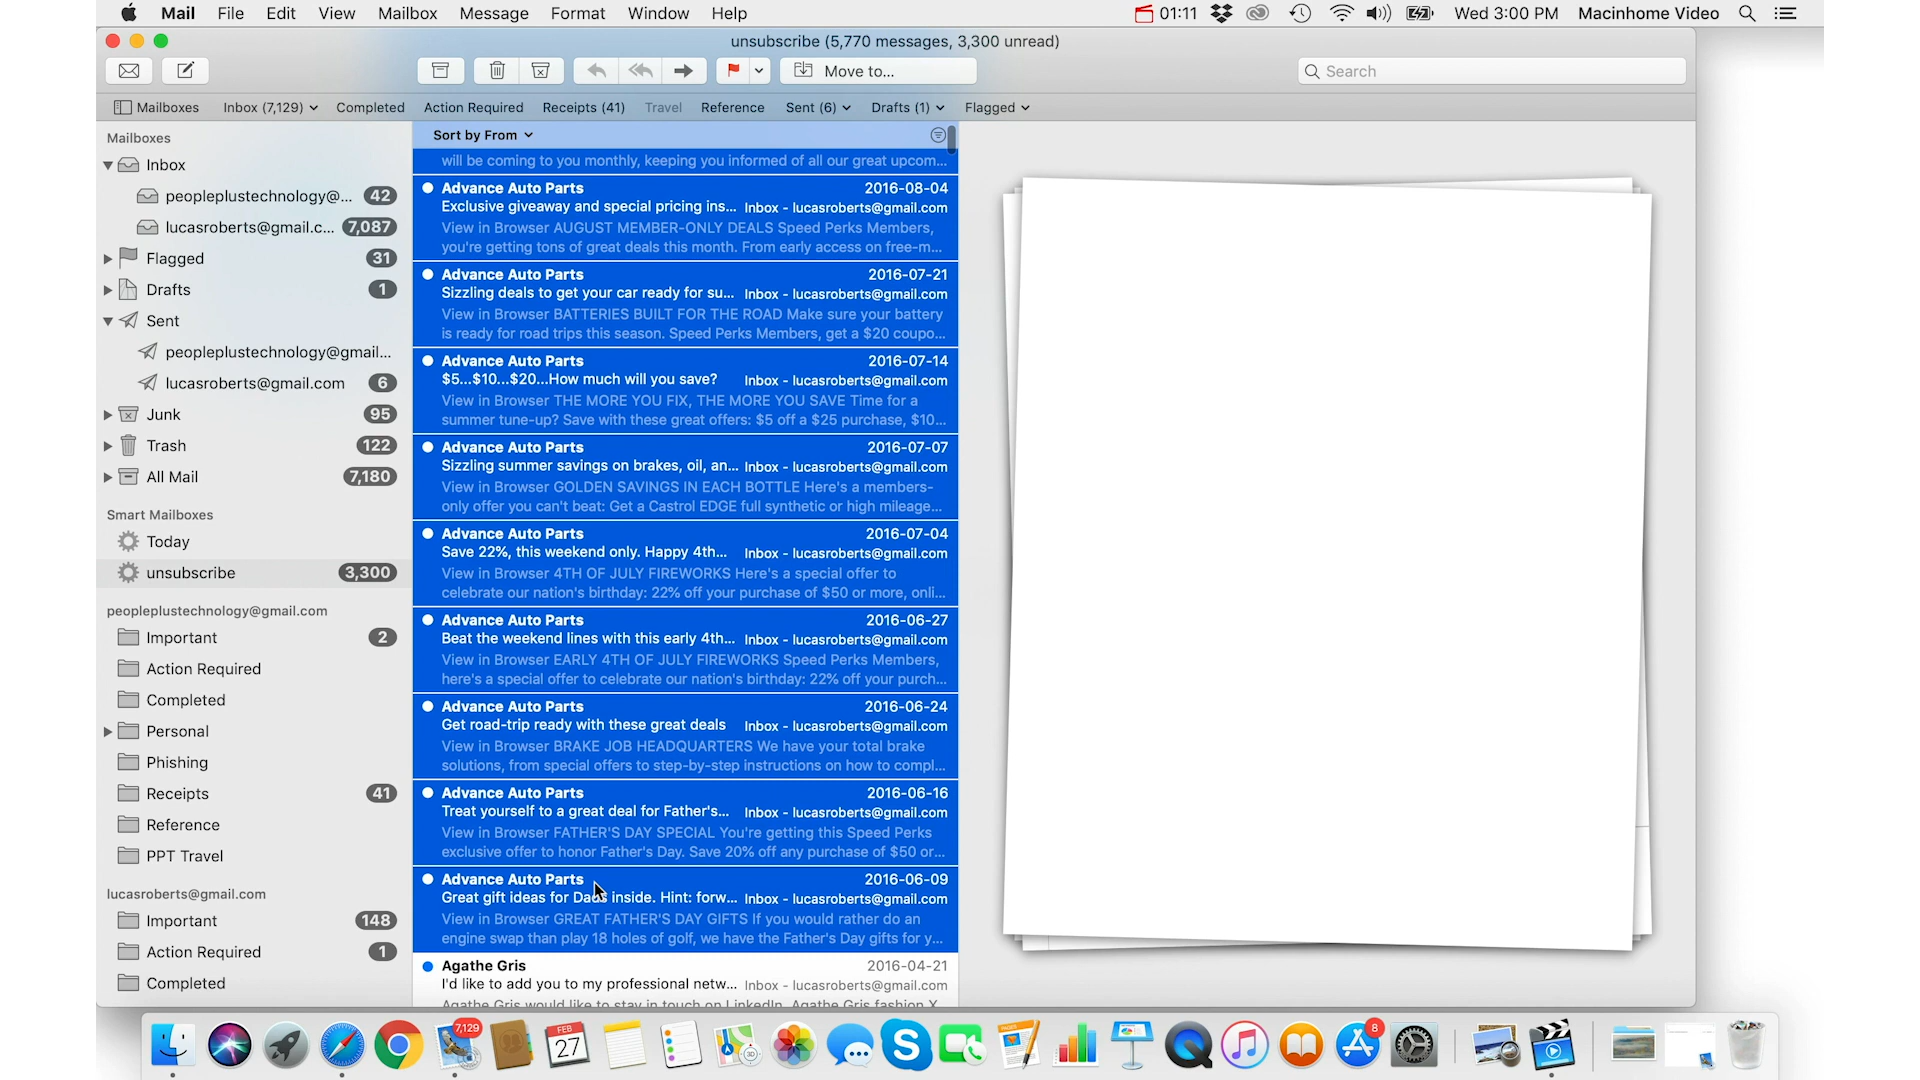 Mail File Edit View Mailbox Message Format Window Help 01:11 Wed 3:00 PM Macinhome Video
unsubscribe (5,770 messages, 3,300 unread)
Move to... Search
Mailboxes Inbox (7,129) Completed Action Required Receipts (41) Travel Reference Sent (6) Drafts (1) Flagged
Mailboxes
Inbox
peopleplustechnology@... 42
lucasroberts@gmail.c... 7,087
Flagged 31
Drafts 1
Sent
peopleplustechnology@gmail...
lucasroberts@gmail.com 6
Junk 95
Trash 122
All Mail 7,180
Smart Mailboxes
Today
unsubscribe 3,300
peopleplustechnology@gmail.com
Important 2
Action Required
Completed
Personal
Phishing
Receipts 41
Reference
PPT Travel
lucasroberts@gmail.com
Important 148
Action Required 1
Completed
Sort by From
will be coming to you monthly, keeping you informed of all our great upcom...
Advance Auto Parts 2016-08-04
Exclusive giveaway and special pricing ins... Inbox - lucasroberts@gmail.com
View in Browser AUGUST MEMBER-ONLY DEALS Speed Perks Members,
you're getting tons of great deals this month. From early access on free-m...
Advance Auto Parts 2016-07-21
Sizzling deals to get your car ready for su... Inbox - lucasroberts@gmail.com
View in Browser BATTERIES BUILT FOR THE ROAD Make sure your battery
is ready for road trips this season. Speed Perks Members, get a $20 coupo...
Advance Auto Parts 2016-07-14
$5...$10...$20...How much will you save? Inbox - lucasroberts@gmail.com
View in Browser THE MORE YOU FIX, THE MORE YOU SAVE Time for a
summer tune-up? Save with these great offers: $5 off a $25 purchase, $10...
Advance Auto Parts 2016-07-07
Sizzling summer savings on brakes, oil, an... Inbox - lucasroberts@gmail.com
View in Browser GOLDEN SAVINGS IN EACH BOTTLE Here's a members-
only offer you can't beat: Get a Castrol EDGE full synthetic or high mileage...
Advance Auto Parts 2016-07-04
Save 22%, this weekend only. Happy 4th... Inbox - lucasroberts@gmail.com
View in Browser 4TH OF JULY FIREWORKS Here's a special offer to
celebrate our nation's birthday: 22% off your purchase of $50 or more, onli...
Advance Auto Parts 2016-06-27
Beat the weekend lines with this early 4th... Inbox - lucasroberts@gmail.com
View in Browser EARLY 4TH OF JULY FIREWORKS Speed Perks Members,
here's a special offer to celebrate our nation's birthday: 22% off your purch...
Advance Auto Parts 2016-06-24
Get road-trip ready with these great deals Inbox - lucasroberts@gmail.com
View in Browser BRAKE JOB HEADQUARTERS We have your total brake
solutions, from special offers to step-by-step instructions on how to compl...
Advance Auto Parts 2016-06-16
Treat yourself to a great deal for Father's... Inbox - lucasroberts@gmail.com
View in Browser FATHER'S DAY SPECIAL You're getting this Speed Perks
exclusive offer to honor Father's Day. Save 20% off any purchase of $50 or...
Advance Auto Parts 2016-06-09
Great gift ideas for Dads inside. Hint: forw... Inbox - lucasroberts@gmail.com
View in Browser GREAT FATHER'S DAY GIFTS If you would rather do an
engine swap than play 18 holes of golf, we have the Father's Day gifts for y...
Agathe Gris 2016-04-21
I'd like to add you to my professional netw... Inbox - lucasroberts@gmail.com
Agathe Gris would like to stay in touch on LinkedIn. Agathe Gris fashion X
7,129 FEB 27 3D PAGES 8